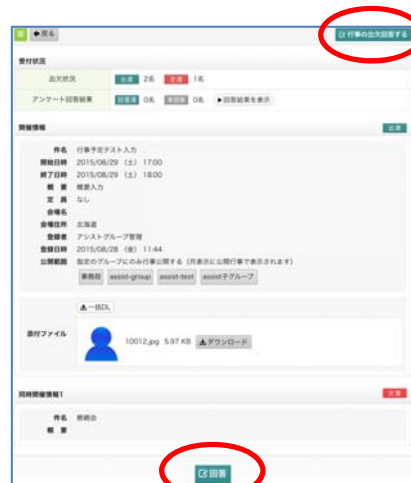 戻る
行事の出欠回答する
受付状況
出欠状況 出席 2名 欠席 1名
アンケート回答結果 回答済 0名 未回答 0名 ▶回答結果を表示
開催情報 出席
件名 行事予定テスト入力
開始日時 2015/08/29 (土) 17:00
終了日時 2015/08/29 (土) 18:00
概 要 概要入力
定 員 なし
会場名
会場住所 北海道
登録者 アシストグループ管理
登録日時 2015/08/28 (金) 11:44
公開範囲 指定のグループにのみ行事公開する (月表示に公開行事で表示されます)
事務局 assist-group assist-test assist子グループ
一括DL
添付ファイル 10012.jpg 5.97 KB ダウンロード
同時開催情報1 欠席
件名 懇親会
概 要
回答